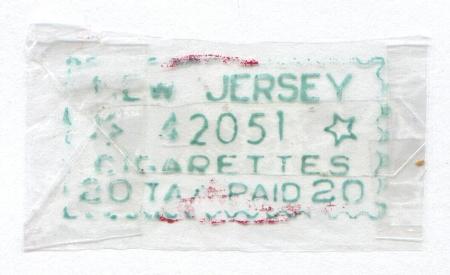 NEW JERSEY
☆ 42051 ☆
CIGARETTES
20 TAX PAID 20